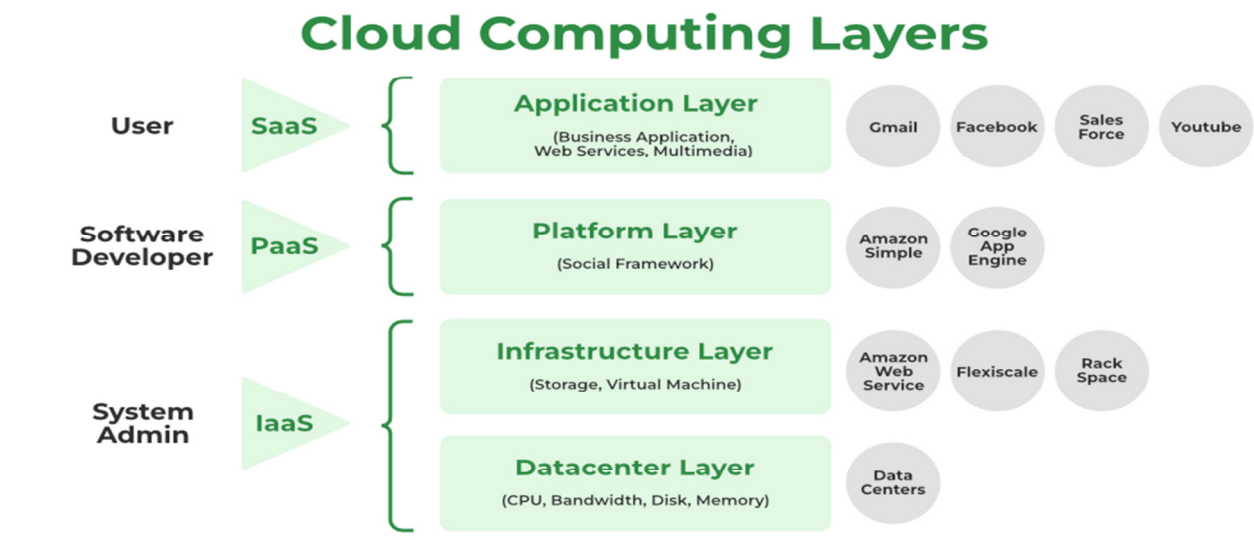 Cloud Computing Layers
User
SaaS
Application Layer
(Business Application,
Web Services, Multimedia)
Gmail
Facebook
Sales
Force
Youtube
Software
Developer
PaaS
Platform Layer
(Social Framework)
Amazon
Simple
Google
App
Engine
System
Admin
IaaS
Infrastructure Layer
(Storage, Virtual Machine)
Amazon
Web
Service
Flexiscale
Rack
Space
Datacenter Layer
(CPU, Bandwidth, Disk, Memory)
Data
Centers